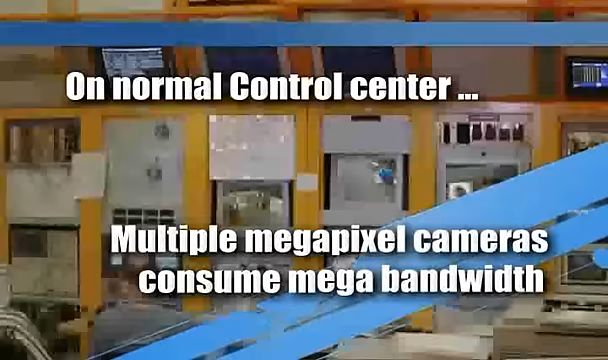 On normal Control center ...
Multiple megapixel cameras
consume mega bandwidth